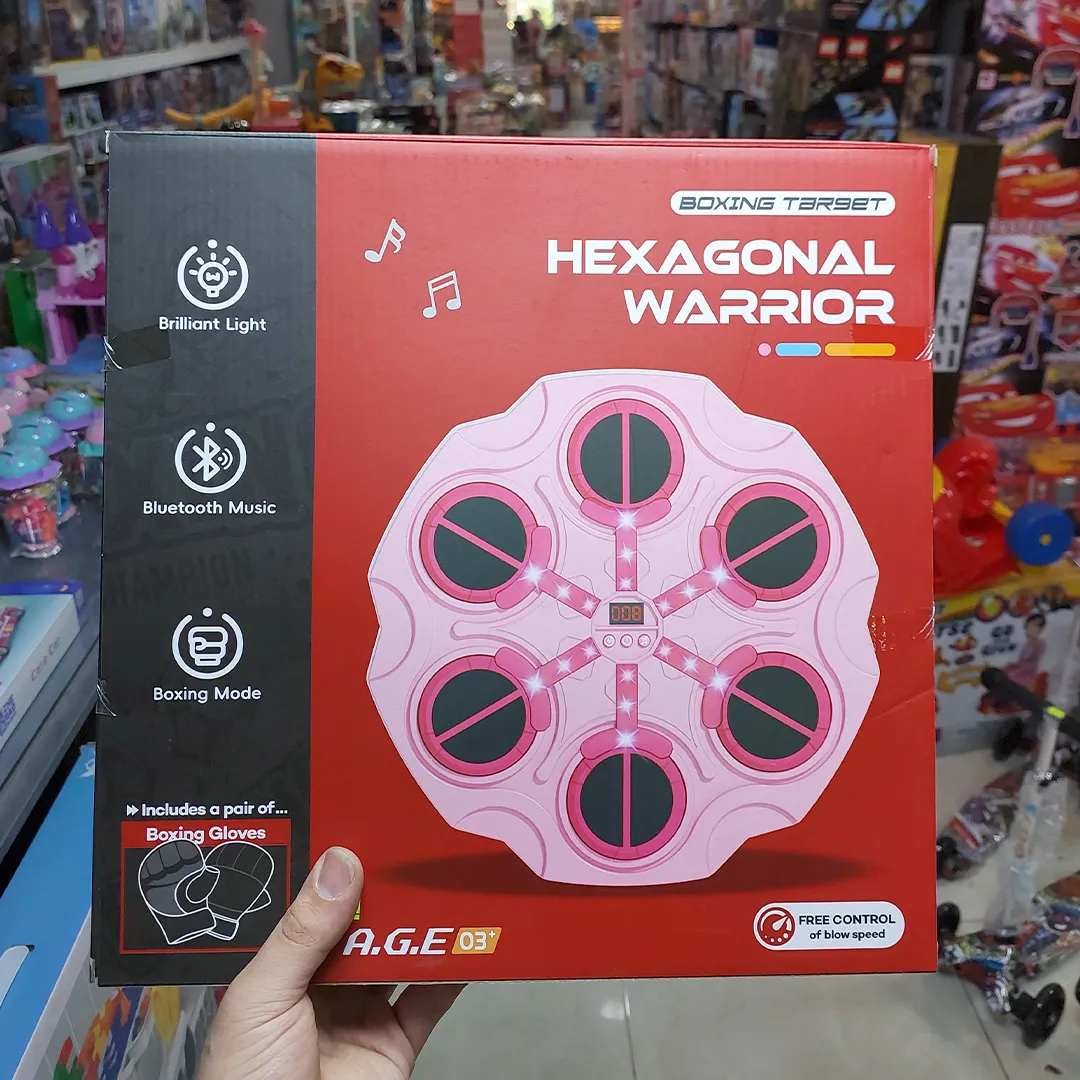 BOXING TARGET
HEXAGONAL
WARRIOR
Brilliant Light
Bluetooth Music
HAMPION
Boxing Mode
008
Includes a pair of...
Boxing Gloves
A.G.E 03+
FREE CONTROL
of blow speed